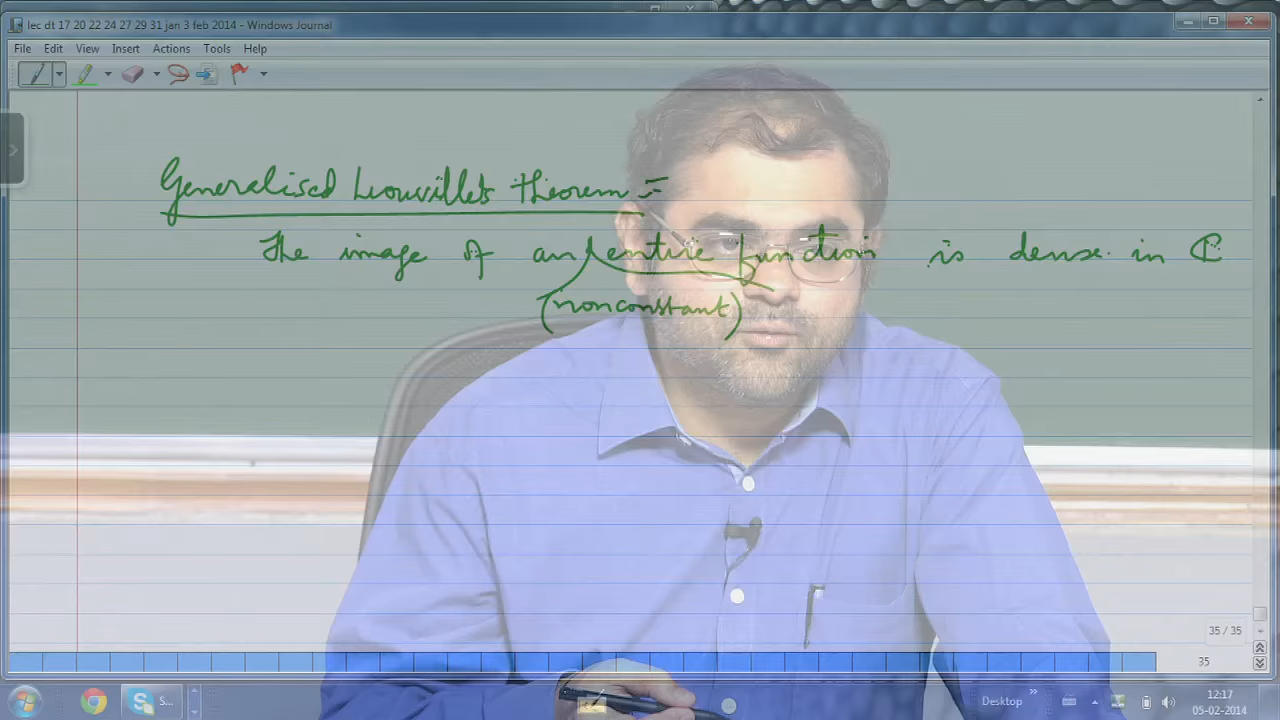 lec dt 17 20 22 24 27 29 31 jan 3 feb 2014 - Windows Journal
File Edit View Insert Actions Tools Help
Generalised Liouville's theorem :-
The image of an entire function is dense in ℂ
(nonconstant)
35 / 35
35
S...
Desktop
12:17
05-02-2014